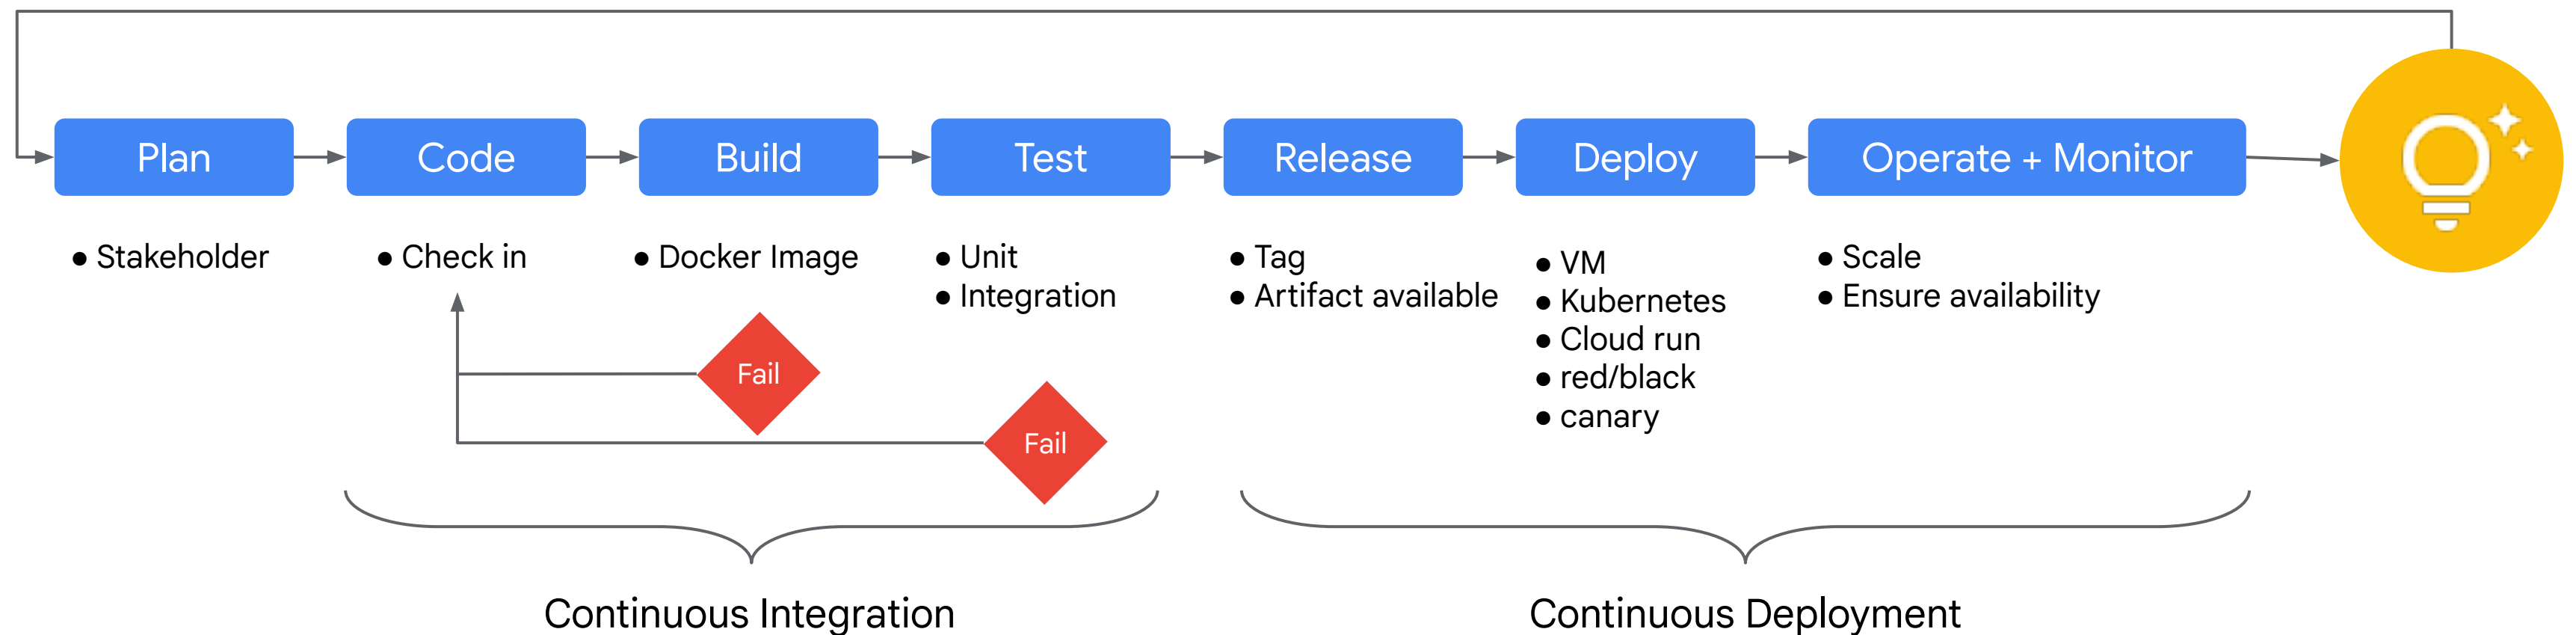 Plan
Code
Build
Test
Release
Deploy
Operate + Monitor
● Stakeholder
● Check in
● Docker Image
● Unit
● Integration
● Tag
● Artifact available
● VM
● Kubernetes
● Cloud run
● red/black
● canary
● Scale
● Ensure availability
Fail
Fail
Continuous Integration
Continuous Deployment